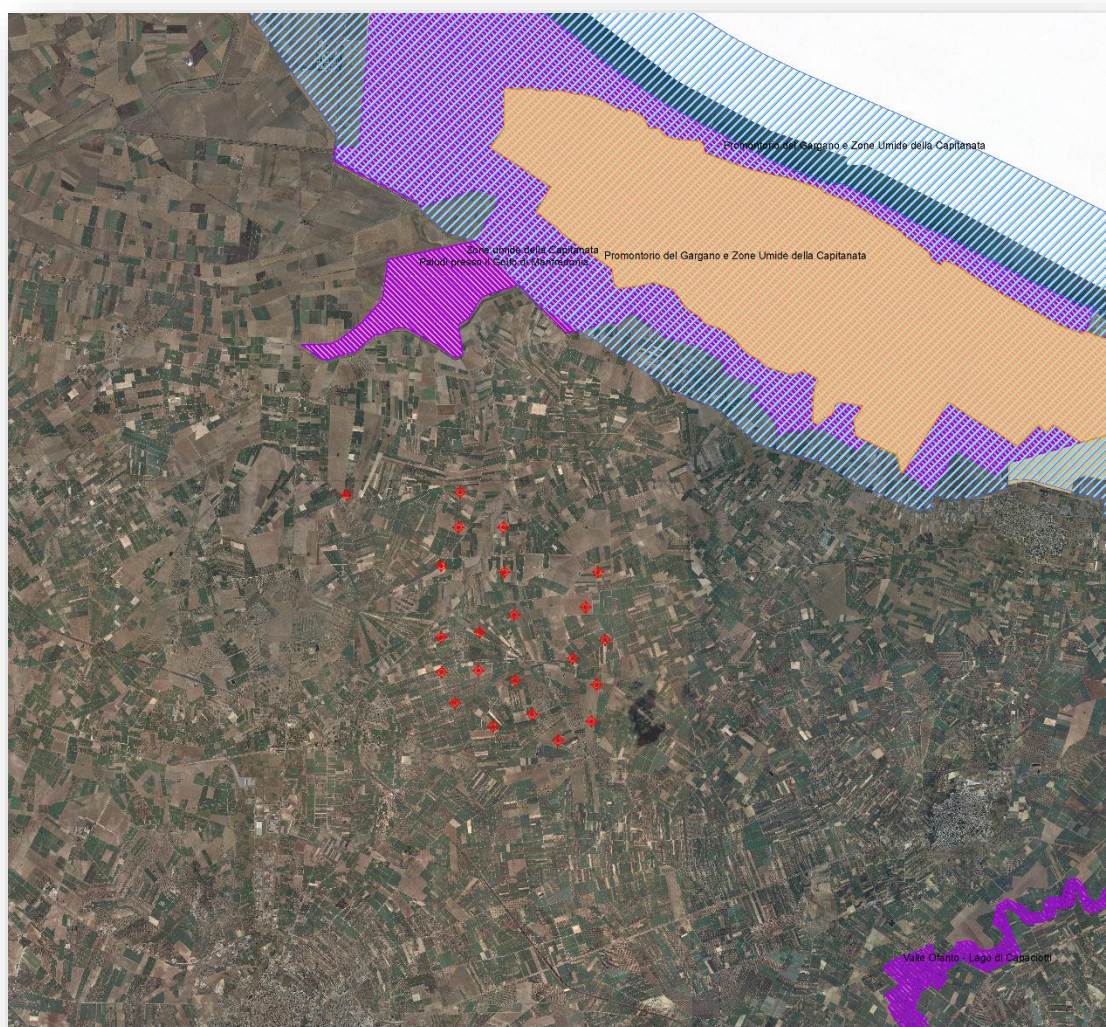 Promontorio del Gargano e Zone Umide della Capitanata
Zone umide della Capitanata
Paludi presso il Golfo di Manfredonia
Promontorio del Gargano e Zone Umide della Capitanata
Valle Ofanto - Lago di Capaciotti